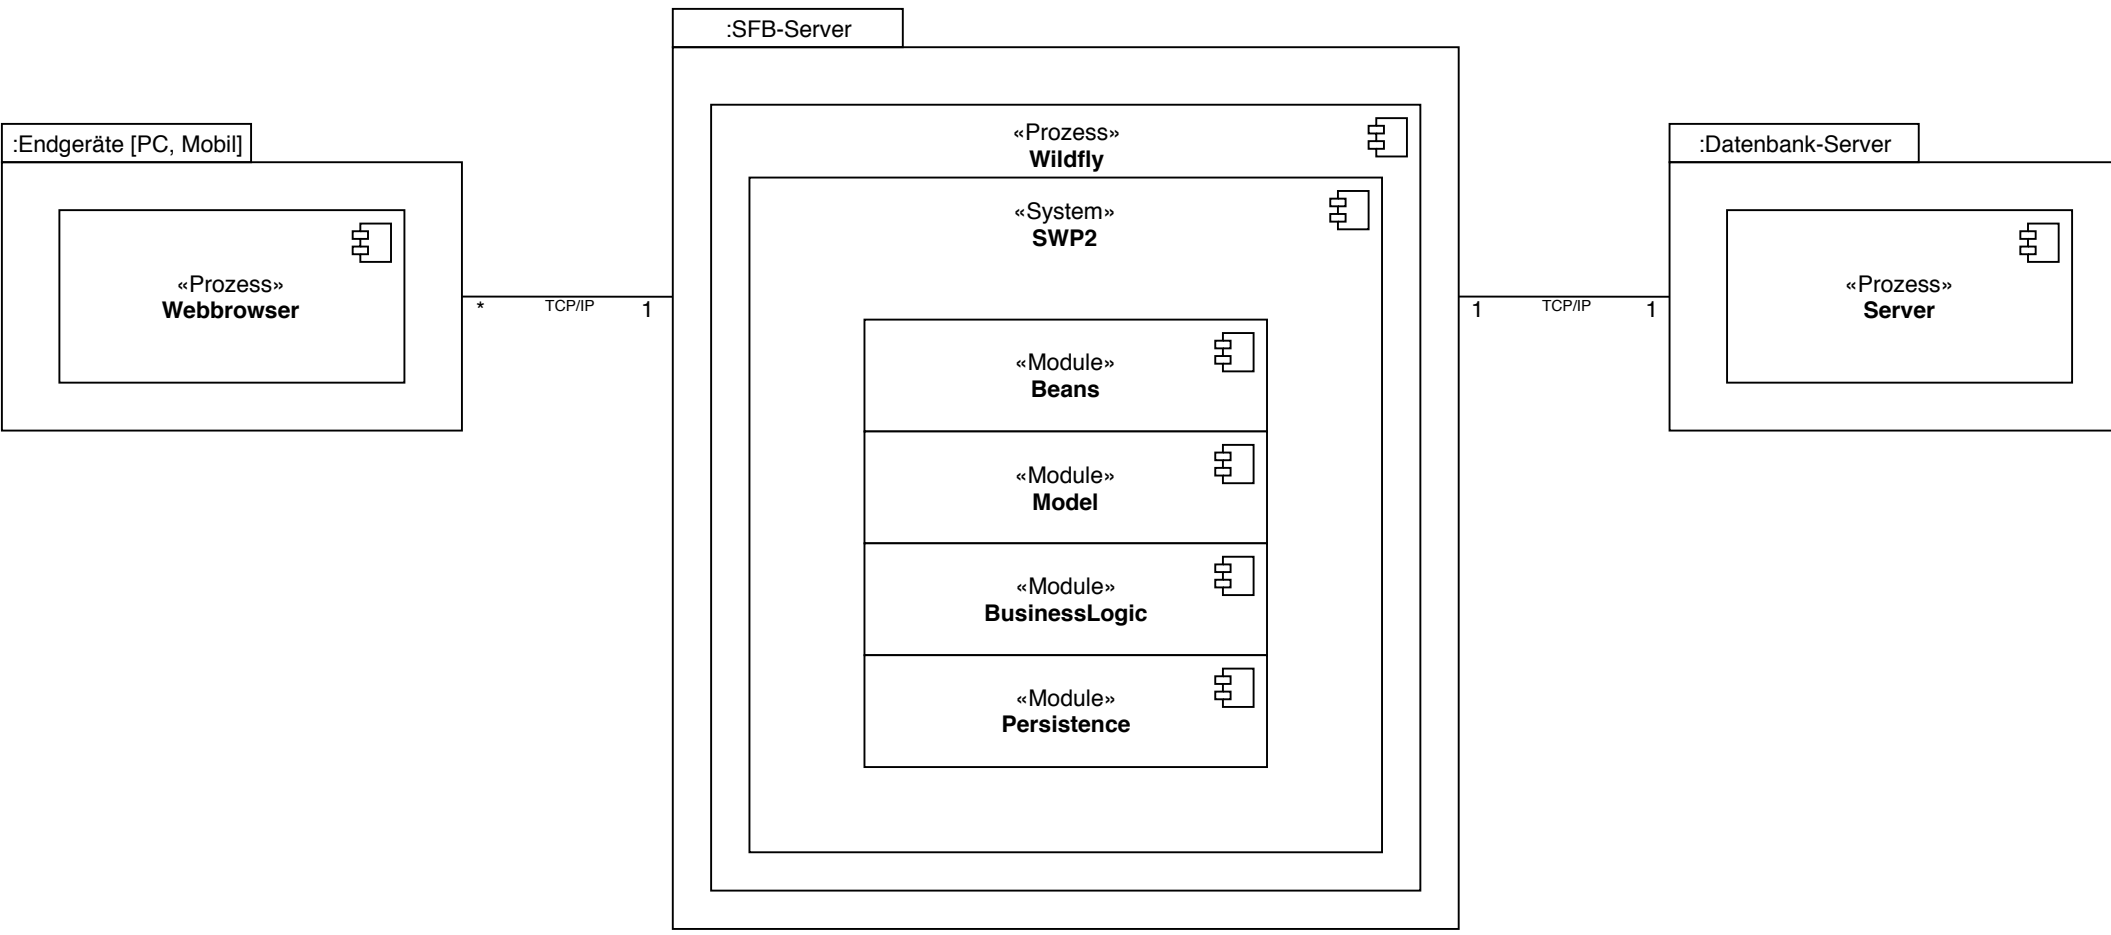 :SFB-Server
:Endgeräte [PC, Mobil]
«Prozess»
Webbrowser
* TCP/IP 1
«Prozess»
Wildfly
«System»
SWP2
«Module»
Beans
«Module»
Model
«Module»
BusinessLogic
«Module»
Persistence
1 TCP/IP 1
:Datenbank-Server
«Prozess»
Server